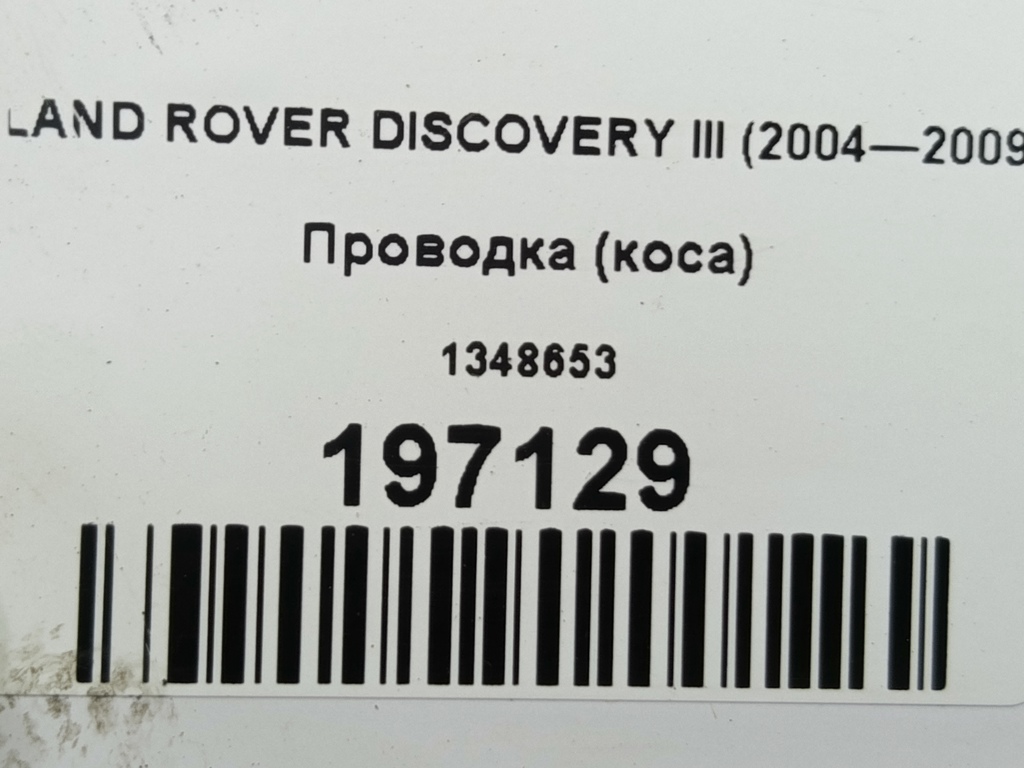 LAND ROVER DISCOVERY III (2004—2009
Проводка (коса)
1348653
197129